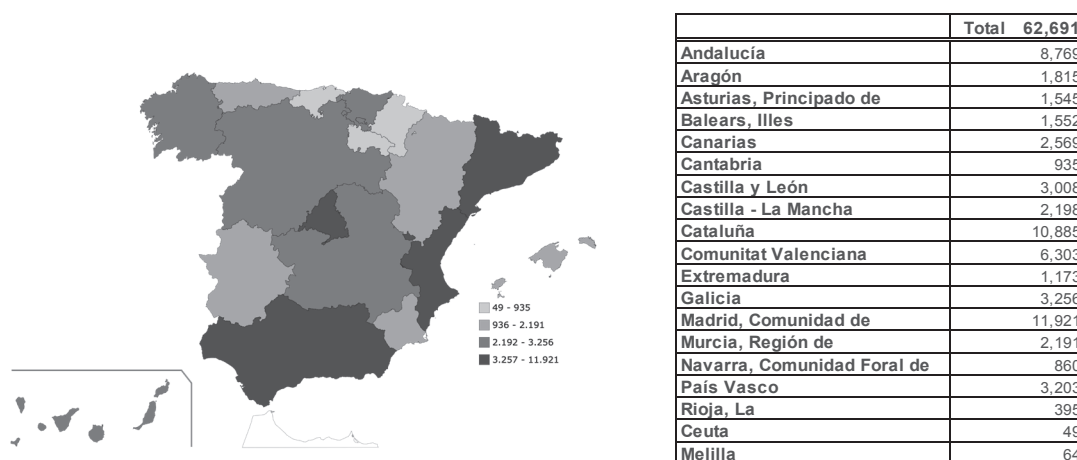 49 - 935
936 - 2.191
2.192 - 3.256
3.257 - 11.921
Total 62,691
Andalucía 8,769
Aragón 1,815
Asturias, Principado de 1,545
Balears, Illes 1,552
Canarias 2,569
Cantabria 935
Castilla y León 3,008
Castilla - La Mancha 2,198
Cataluña 10,885
Comunitat Valenciana 6,303
Extremadura 1,173
Galicia 3,256
Madrid, Comunidad de 11,921
Murcia, Región de 2,191
Navarra, Comunidad Foral de 860
País Vasco 3,203
Rioja, La 395
Ceuta 49
Melilla 64